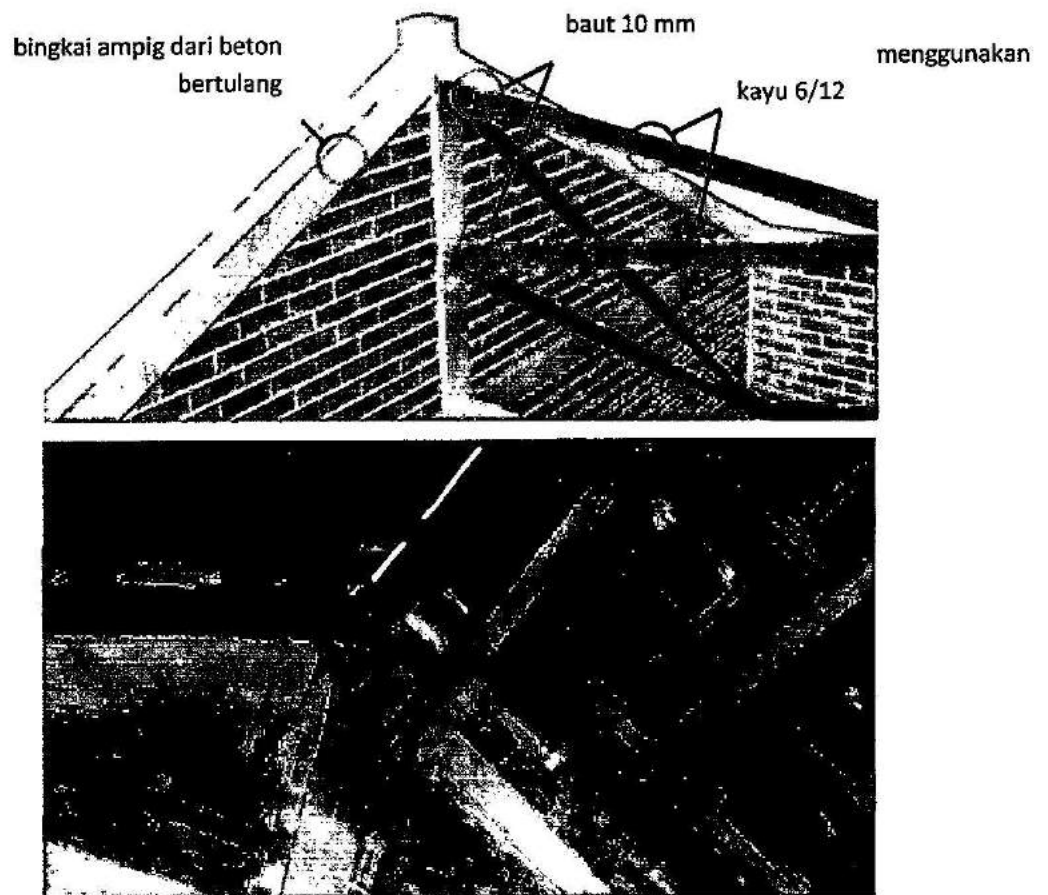 bingkai ampig dari beton
bertulang
baut 10 mm
menggunakan
kayu 6/12